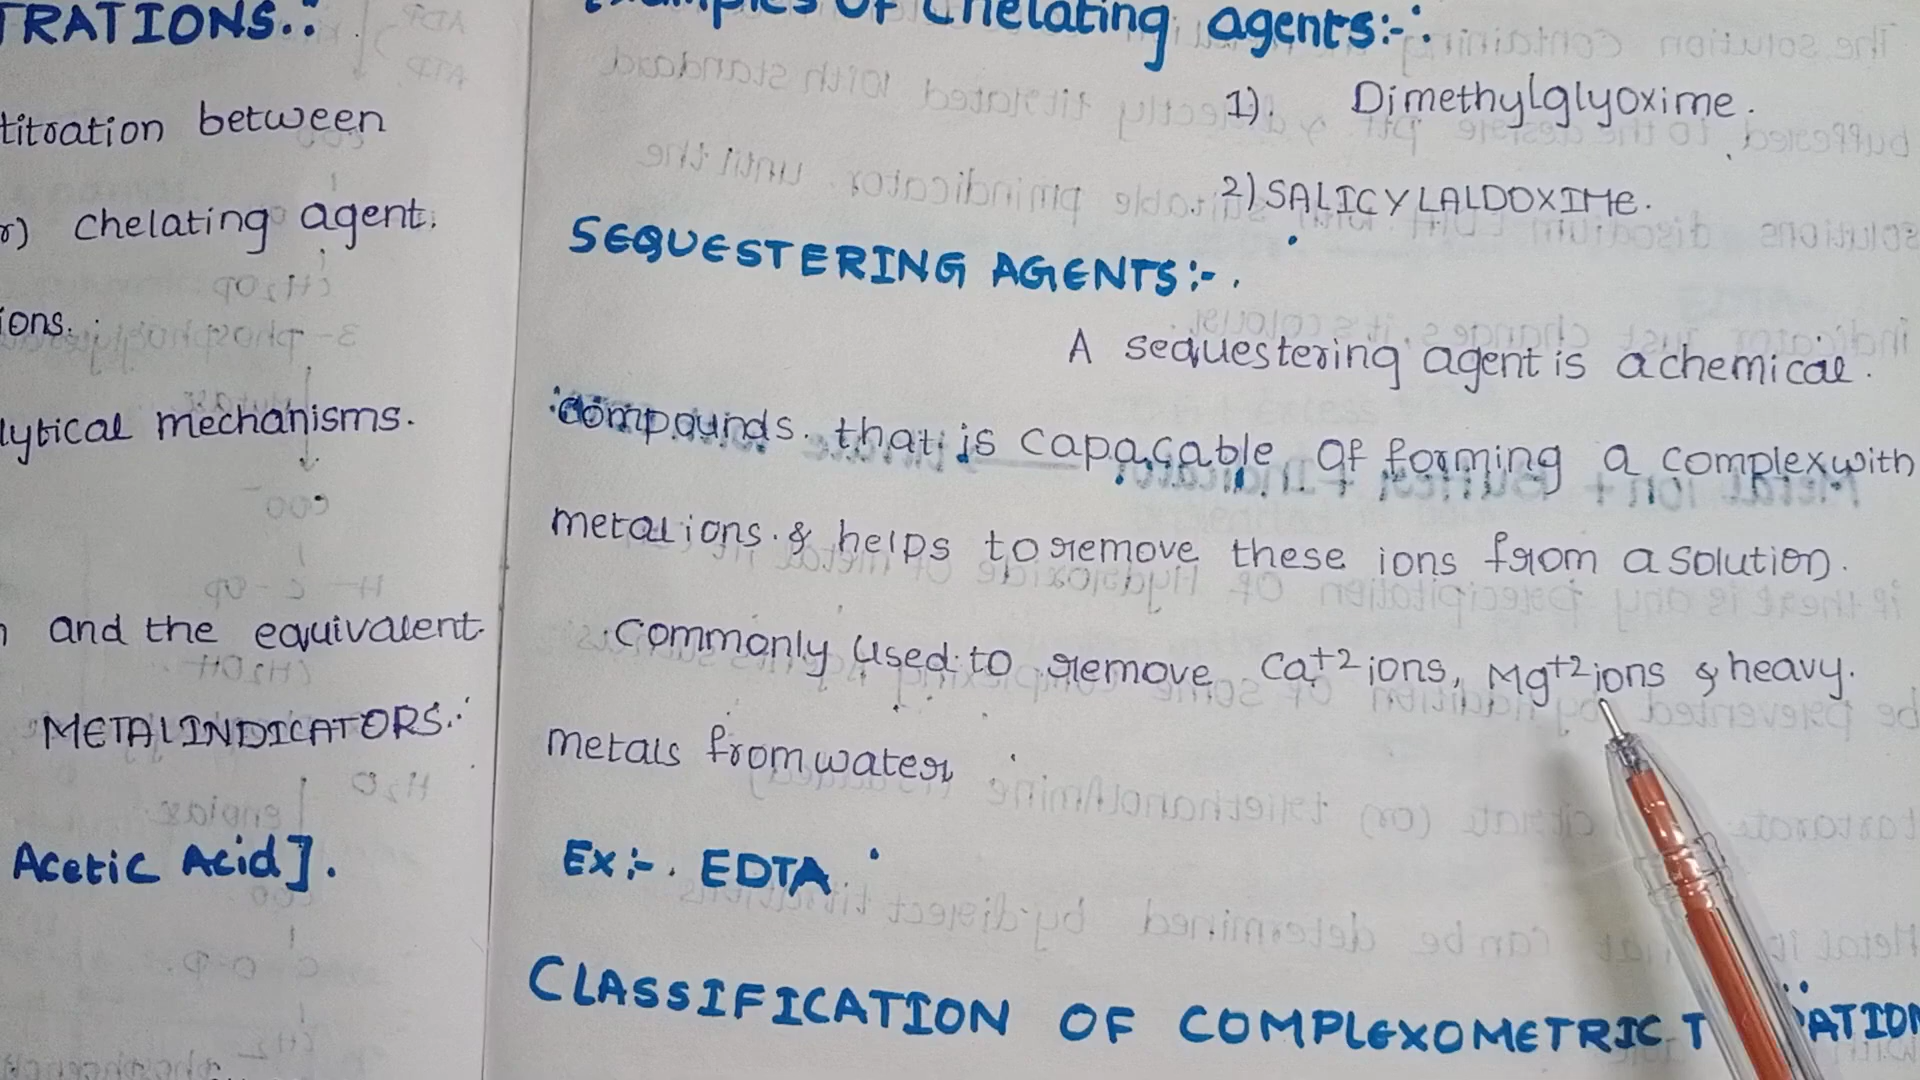 TRATIONS.:
titration between
r) chelating agent.
ions.
lytical mechanisms.
n and the equivalent.
METAL INDICATORS.
Acetic Acid].
Examples Of Chelating agents:-
1). Dimethylglyoxime.
2) SALICYLALDOXIME.
SEQUESTERING AGENTS:-.
A sequestering agent is a chemical.
compounds. that is capacable Of forming a complex with
metal ions. & helps to remove these ions from a solution.
Commonly used to remove Ca+2 ions, Mg+2 ions & heavy.
metals from water
Ex:-. EDTA
CLASSIFICATION OF COMPLEXOMETRIC T ATION